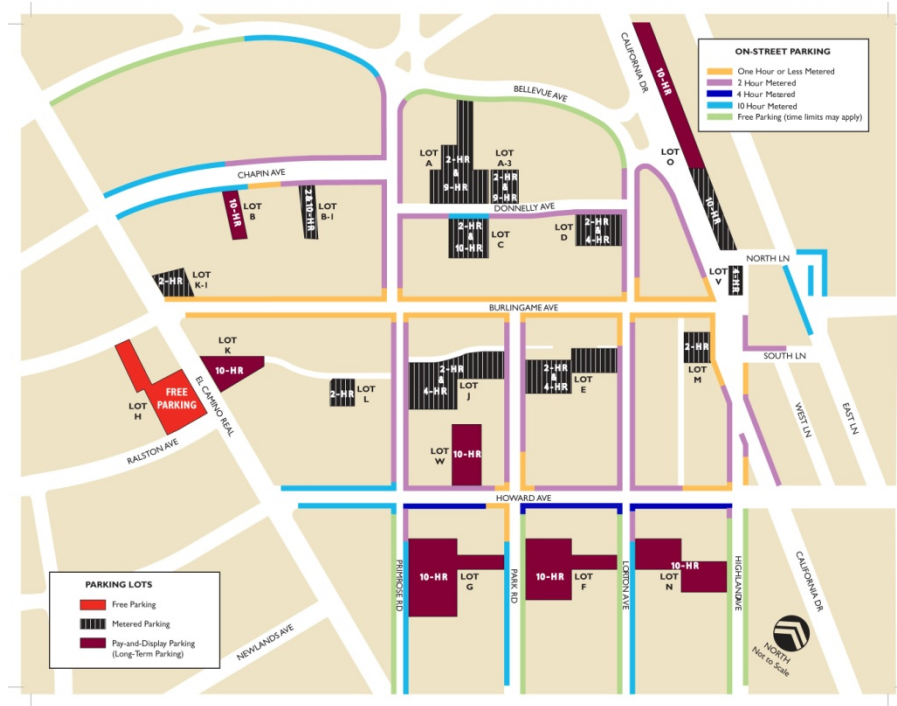 CALIFORNIA DR
ON-STREET PARKING
One Hour or Less Metered
2 Hour Metered
4 Hour Metered
10 Hour Metered
Free Parking (time limits may apply)
10-HR
LOT
O
10-HR
BELLEVUE AVE
LOT
A
2-HR
&
9-HR
LOT
A-3
2-HR
&
9-HR
CHAPIN AVE
10-HR
LOT
B
2 & 10-HR
LOT
B-1
DONNELLY AVE
2-HR
&
10-HR
LOT
C
LOT
D
2-HR
&
4-HR
NORTH LN
LOT
V
4-HR
2-HR
LOT
K-1
BURLINGAME AVE
LOT
K
10-HR
2-HR
LOT
L
2-HR
&
4-HR
LOT
J
2-HR
&
4-HR
LOT
E
2-HR
LOT
M
SOUTH LN
WEST LN
EAST LN
FREE
PARKING
LOT
H
EL CAMINO REAL
RALSTON AVE
LOT
W
10-HR
HOWARD AVE
PRIMROSE RD
10-HR
LOT
G
PARK RD
10-HR
LOT
F
LORTON AVE
10-HR
LOT
N
HIGHLAND AVE
CALIFORNIA DR
PARKING LOTS
Free Parking
Metered Parking
Pay-and-Display Parking
(Long-Term Parking)
NEWLANDS AVE
NORTH
Not to Scale